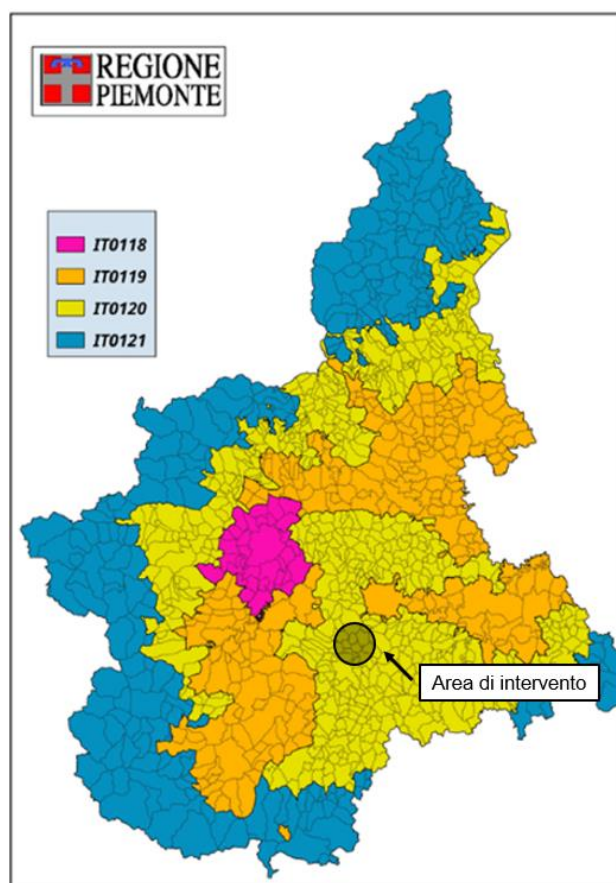 REGIONE
PIEMONTE
IT0118
IT0119
IT0120
IT0121
Area di intervento